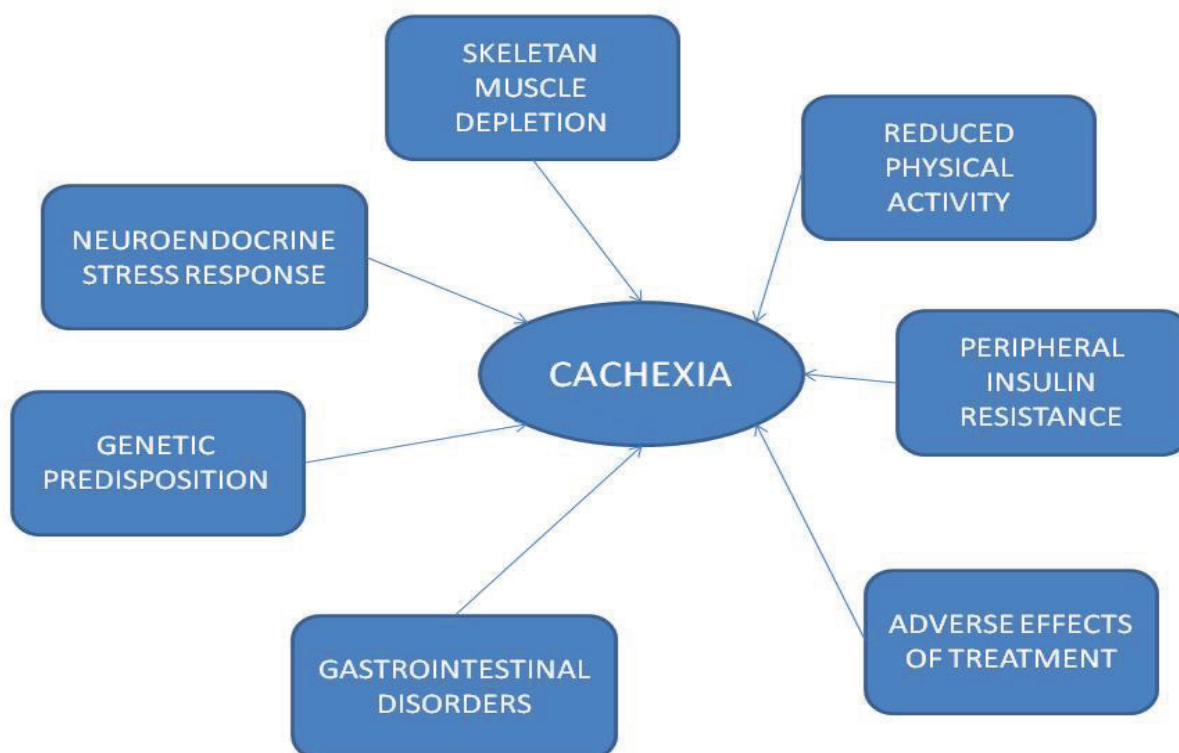 SKELETAN
MUSCLE
DEPLETION
REDUCED
PHYSICAL
ACTIVITY
NEUROENDOCRINE
STRESS RESPONSE
CACHEXIA
PERIPHERAL
INSULIN
RESISTANCE
GENETIC
PREDISPOSITION
GASTROINTESTINAL
DISORDERS
ADVERSE EFFECTS
OF TREATMENT